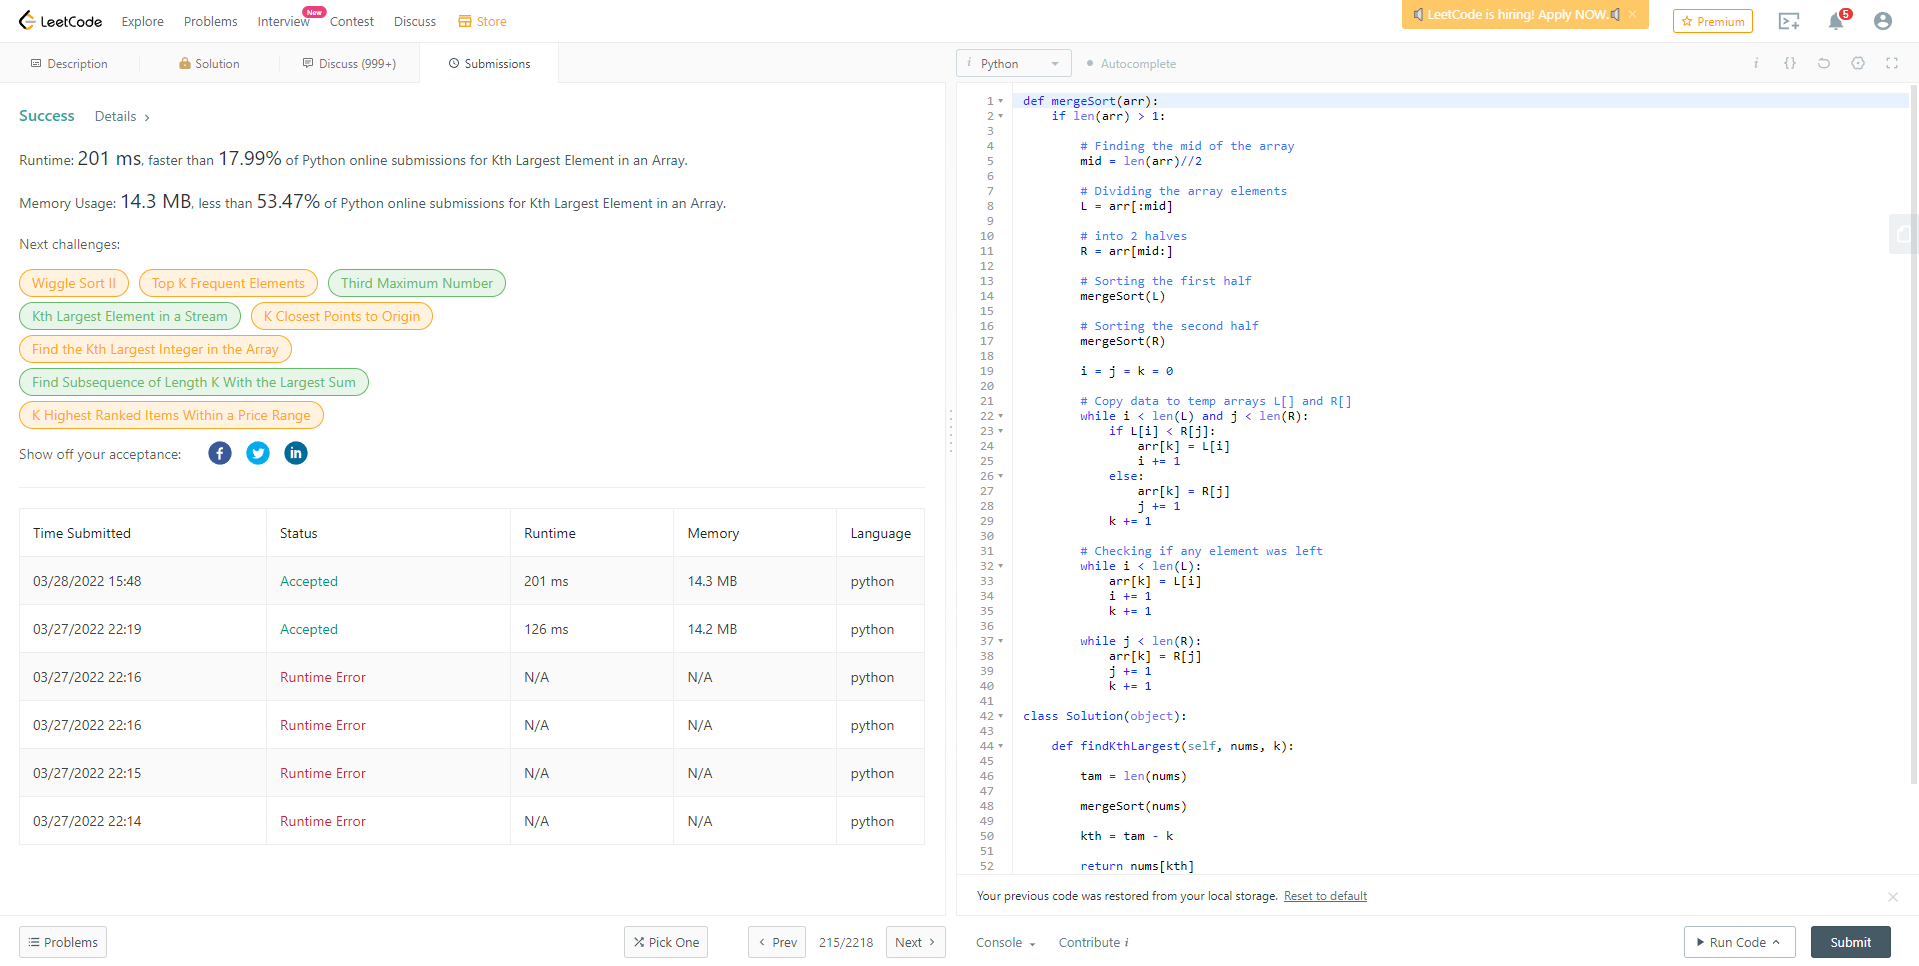 LeetCode Explore Problems Interview New Contest Discuss Store
LeetCode is hiring! Apply NOW. ×
Premium 5
Description Solution Discuss (999+) Submissions
i Python Autocomplete i {}
Success Details >
Runtime: 201 ms, faster than 17.99% of Python online submissions for Kth Largest Element in an Array.
Memory Usage: 14.3 MB, less than 53.47% of Python online submissions for Kth Largest Element in an Array.
Next challenges:
Wiggle Sort II Top K Frequent Elements Third Maximum Number
Kth Largest Element in a Stream K Closest Points to Origin
Find the Kth Largest Integer in the Array
Find Subsequence of Length K With the Largest Sum
K Highest Ranked Items Within a Price Range
Show off your acceptance: f in
Time Submitted Status Runtime Memory Language
03/28/2022 15:48 Accepted 201 ms 14.3 MB python
03/27/2022 22:19 Accepted 126 ms 14.2 MB python
03/27/2022 22:16 Runtime Error N/A N/A python
03/27/2022 22:16 Runtime Error N/A N/A python
03/27/2022 22:15 Runtime Error N/A N/A python
03/27/2022 22:14 Runtime Error N/A N/A python
1 def mergeSort(arr):
2 if len(arr) > 1:
3
4 # Finding the mid of the array
5 mid = len(arr)//2
6
7 # Dividing the array elements
8 L = arr[:mid]
9
10 # into 2 halves
11 R = arr[mid:]
12
13 # Sorting the first half
14 mergeSort(L)
15
16 # Sorting the second half
17 mergeSort(R)
18
19 i = j = k = 0
20
21 # Copy data to temp arrays L[] and R[]
22 while i < len(L) and j < len(R):
23 if L[i] < R[j]:
24 arr[k] = L[i]
25 i += 1
26 else:
27 arr[k] = R[j]
28 j += 1
29 k += 1
30
31 # Checking if any element was left
32 while i < len(L):
33 arr[k] = L[i]
34 i += 1
35 k += 1
36
37 while j < len(R):
38 arr[k] = R[j]
39 j += 1
40 k += 1
41
42 class Solution(object):
43
44 def findKthLargest(self, nums, k):
45
46 tam = len(nums)
47
48 mergeSort(nums)
49
50 kth = tam - k
51
52 return nums[kth]
Your previous code was restored from your local storage. Reset to default ×
Problems Pick One < Prev 215/2218 Next > Console Contribute i Run Code Submit